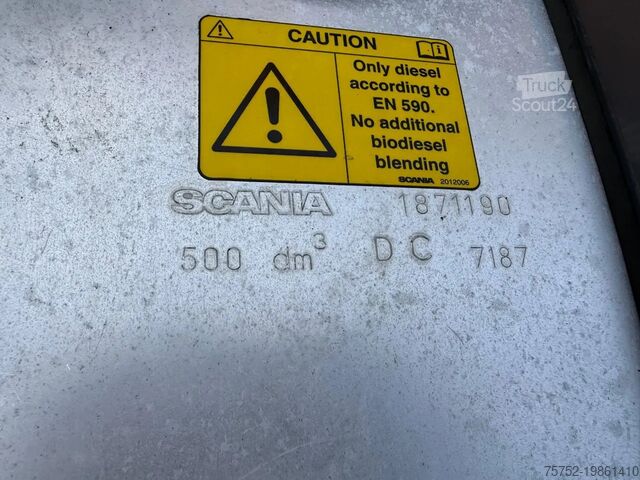 CAUTION
Only diesel
according to
EN 590.
No additional
biodiesel
blending
SCANIA 2012006
Truck
Scout24
SCANIA 1871190
500 dm³ D C 7187
75752-19861410